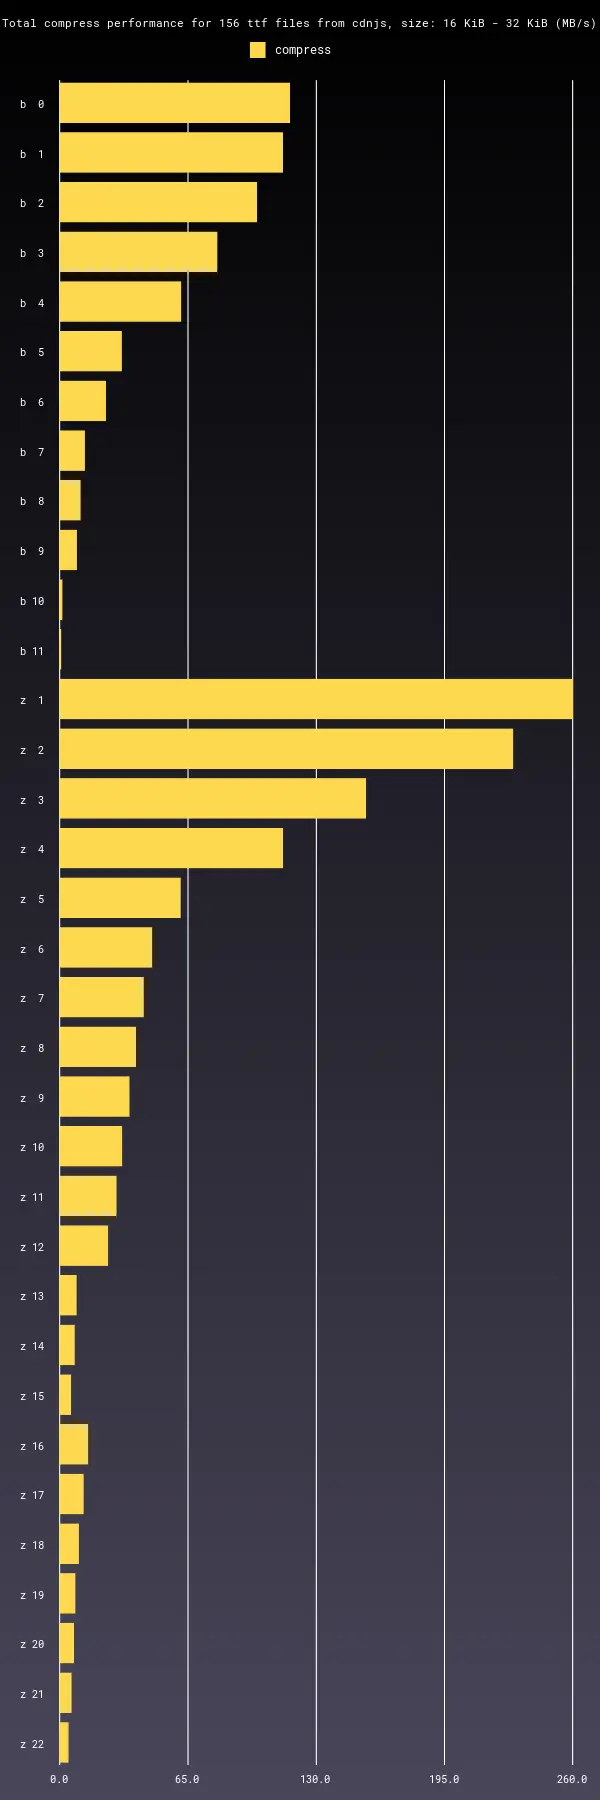 Total compress performance for 156 ttf files from cdnjs, size: 16 KiB - 32 KiB (MB/s)
compress
b 0
b 1
b 2
b 3
b 4
b 5
b 6
b 7
b 8
b 9
b 10
b 11
z 1
z 2
z 3
z 4
z 5
z 6
z 7
z 8
z 9
z 10
z 11
z 12
z 13
z 14
z 15
z 16
z 17
z 18
z 19
z 20
z 21
z 22
0.0 65.0 130.0 195.0 260.0